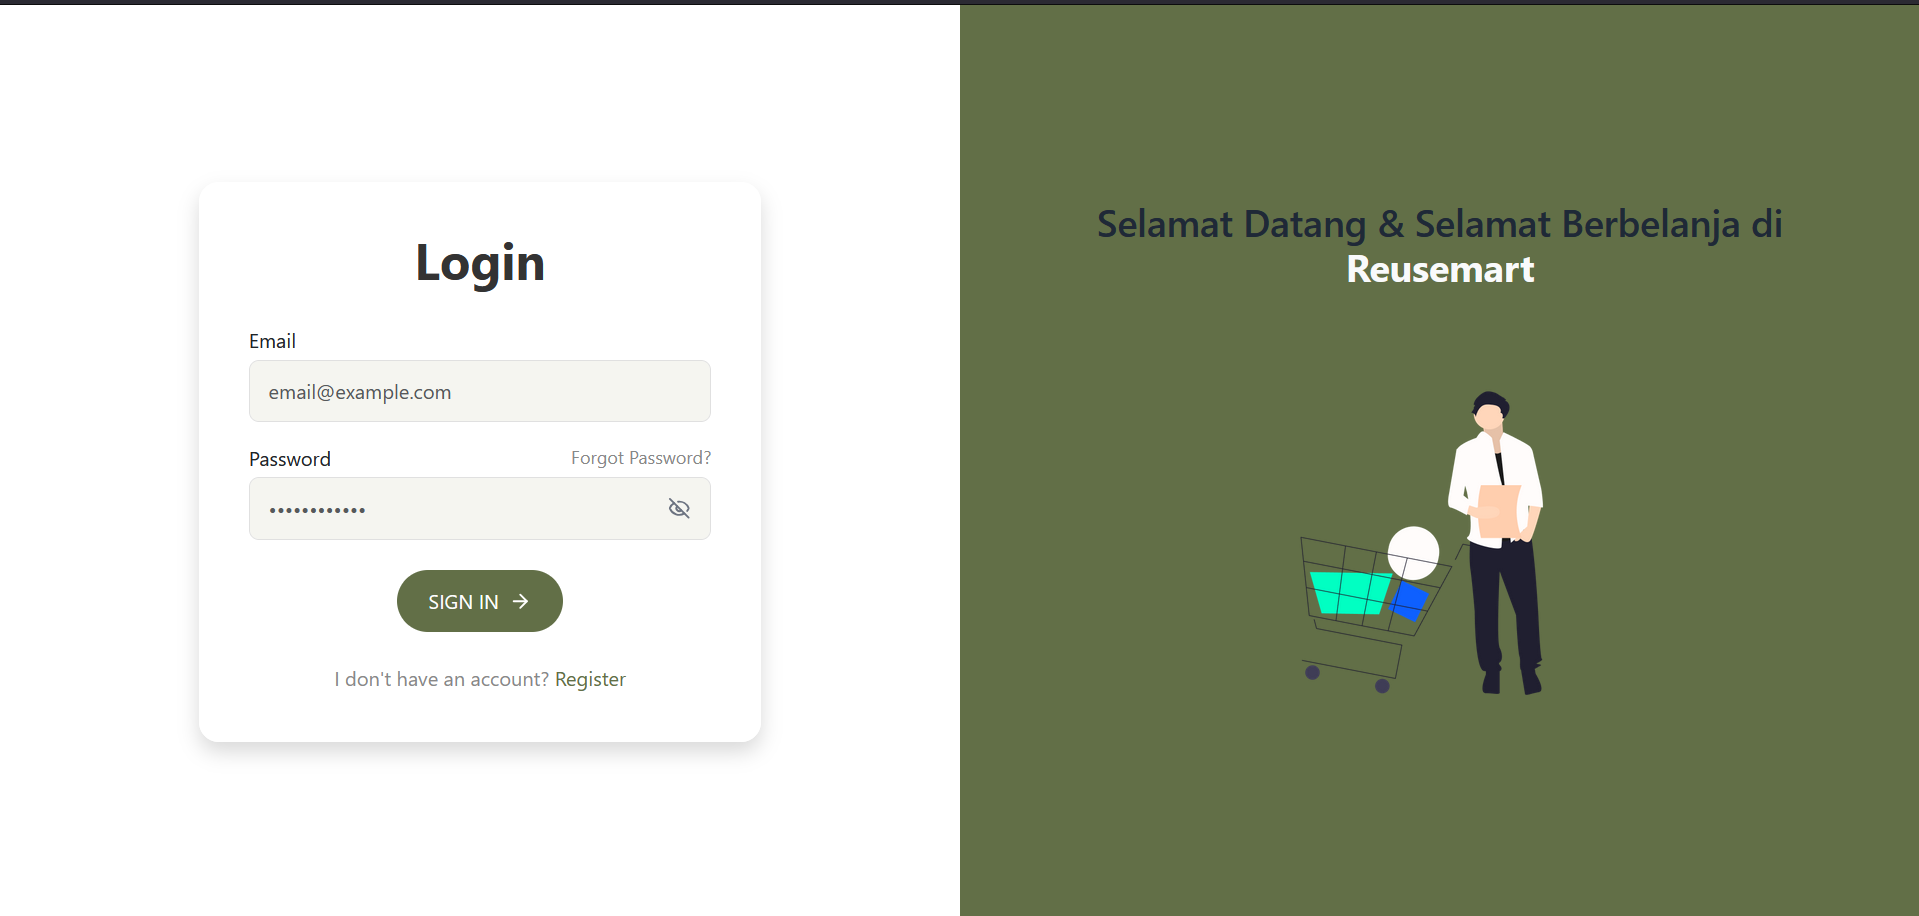 Login
Email
email@example.com
Password
Forgot Password?
••••••••••••
SIGN IN →
I don't have an account? Register
Selamat Datang & Selamat Berbelanja di
Reusemart